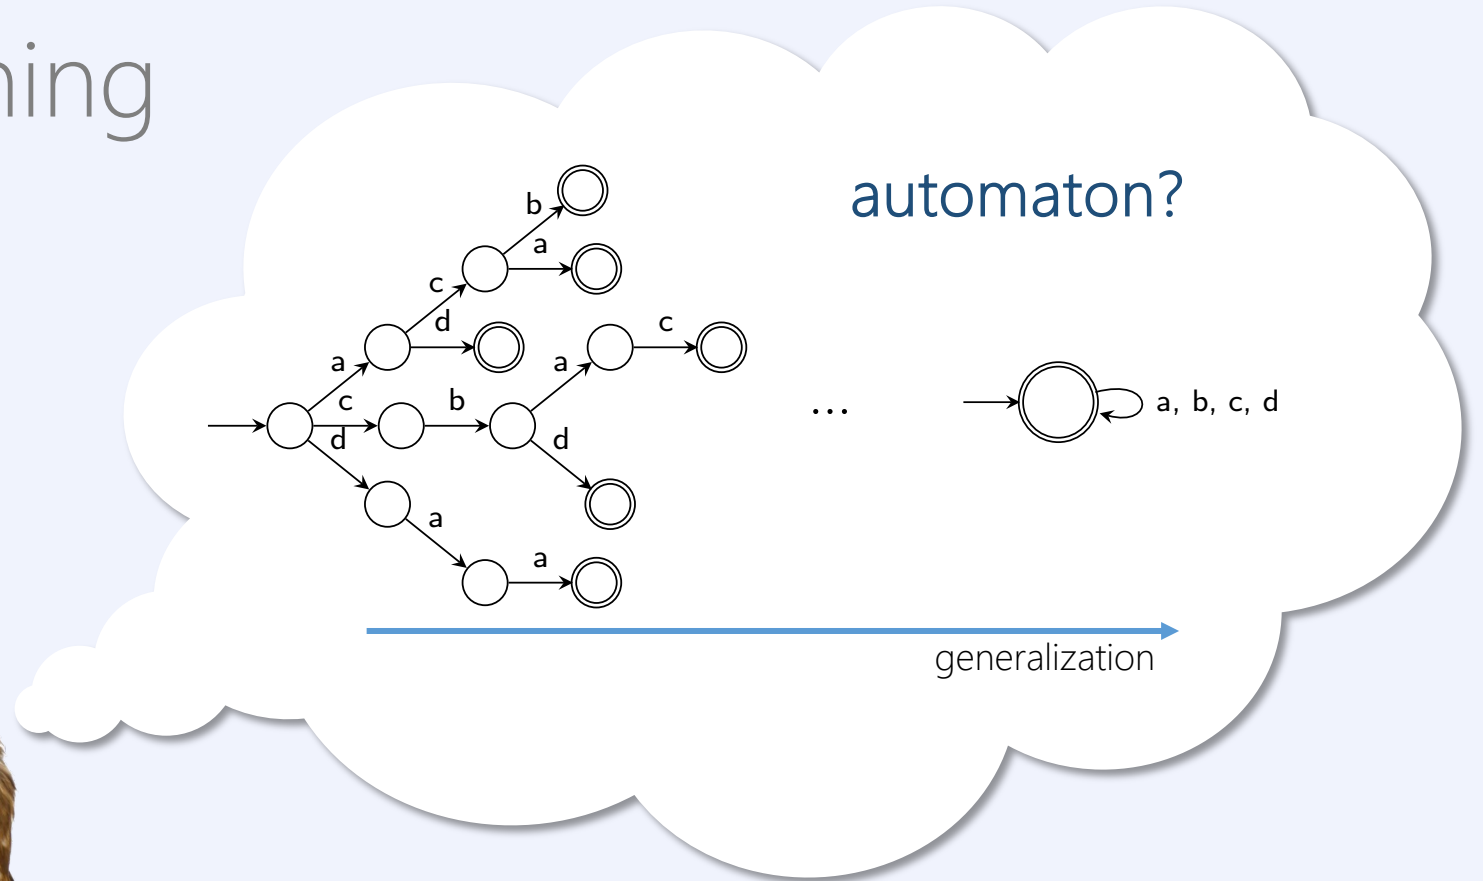 ning
automaton?
b
a
c
d
a
c
a
c
b
d
d
a
a
...
a, b, c, d
generalization